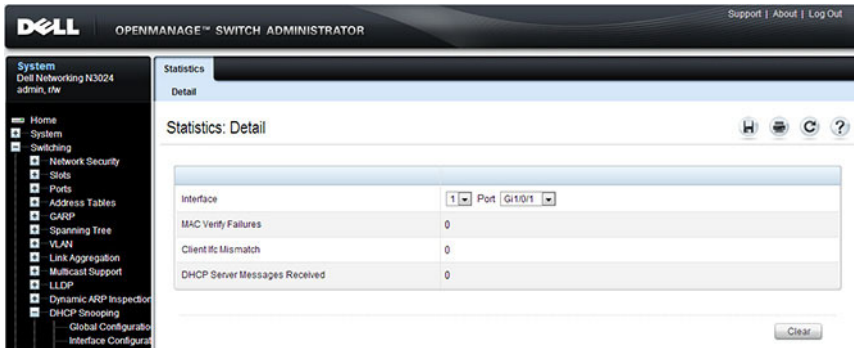 Support | About | Log Out
DELL OPENMANAGE™ SWITCH ADMINISTRATOR
System
Dell Networking N3024
admin, r/w
Home
System
Switching
Network Security
Slots
Ports
Address Tables
GARP
Spanning Tree
VLAN
Link Aggregation
Multicast Support
LLDP
Dynamic ARP Inspection
DHCP Snooping
Global Configuratio
Interface Configurat
Statistics
Detail
Statistics: Detail
?
Interface 1 Port Gi1/0/1
MAC Verify Failures 0
Client Ifc Mismatch 0
DHCP Server Messages Received 0
Clear